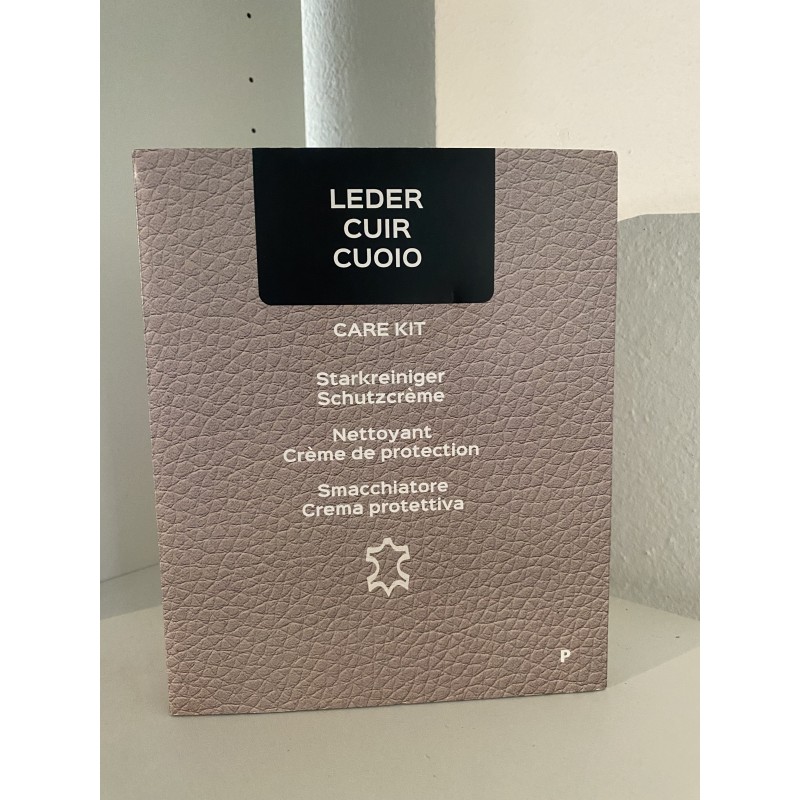 LEDER
CUIR
CUOIO
CARE KIT
Starkreiniger
Schutzcrème
Nettoyant
Crème de protection
Smacchiatore
Crema protettiva
P